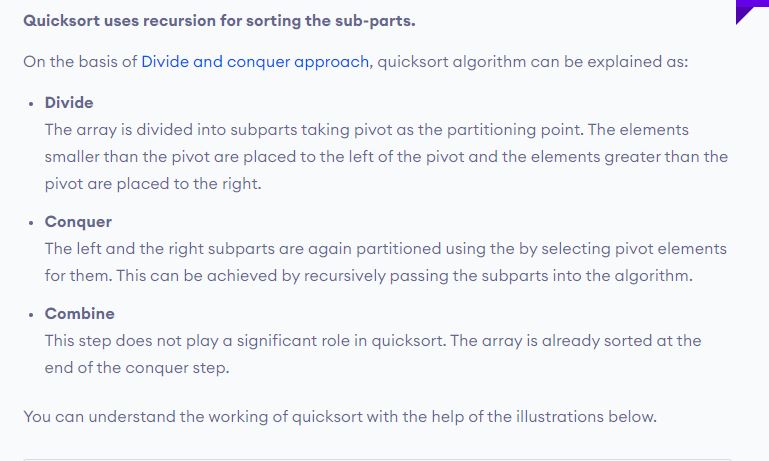 Quicksort uses recursion for sorting the sub-parts.
On the basis of Divide and conquer approach, quicksort algorithm can be explained as:
• Divide
The array is divided into subparts taking pivot as the partitioning point. The elements
smaller than the pivot are placed to the left of the pivot and the elements greater than the
pivot are placed to the right.
• Conquer
The left and the right subparts are again partitioned using the by selecting pivot elements
for them. This can be achieved by recursively passing the subparts into the algorithm.
• Combine
This step does not play a significant role in quicksort. The array is already sorted at the
end of the conquer step.
You can understand the working of quicksort with the help of the illustrations below.